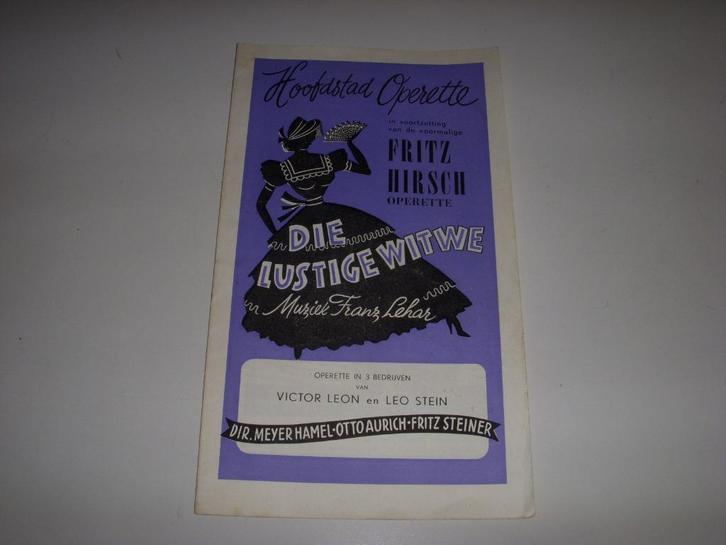 Hoofdstad Operette
in voortzetting
van de voormalige
FRITZ
HIRSCH
OPERETTE
DIE
LUSTIGE WITWE
Muziek Franz Lehar
OPERETTE IN 3 BEDRIJVEN
VAN
VICTOR LEON en LEO STEIN
DIR. MEYER HAMEL·OTTO AURICH·FRITZ STEINER